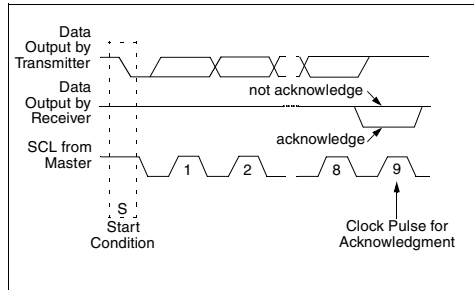 Data
Output by
Transmitter
Data
Output by
Receiver
not acknowledge
acknowledge
SCL from
Master
1 2 8 9
S
Start
Condition
Clock Pulse for
Acknowledgment